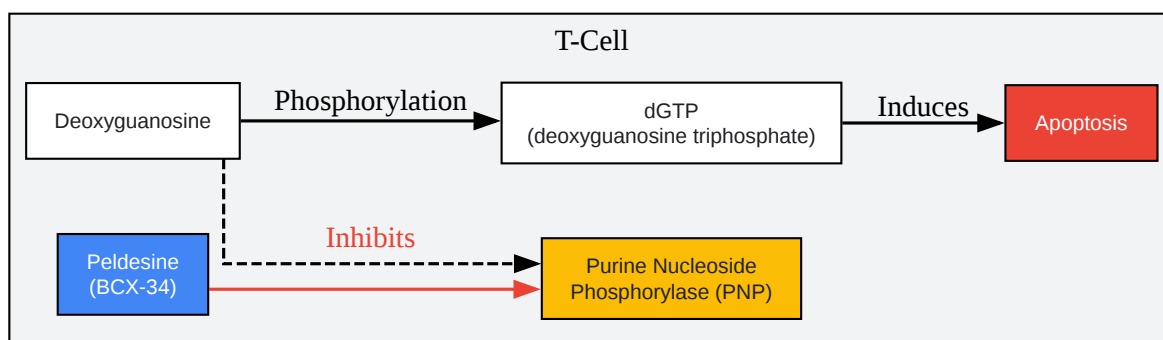 T-Cell
Deoxyguanosine
Phosphorylation
dGTP
(deoxyguanosine triphosphate)
Induces
Apoptosis
Peldesine
(BCX-34)
Inhibits
Purine Nucleoside
Phosphorylase (PNP)